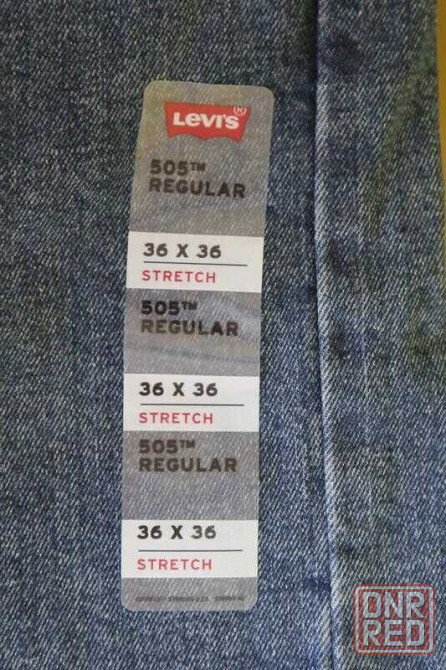 Levi's®
505™
REGULAR
36 X 36
STRETCH
505™
REGULAR
36 X 36
STRETCH
505™
REGULAR
36 X 36
STRETCH
DNR
RED